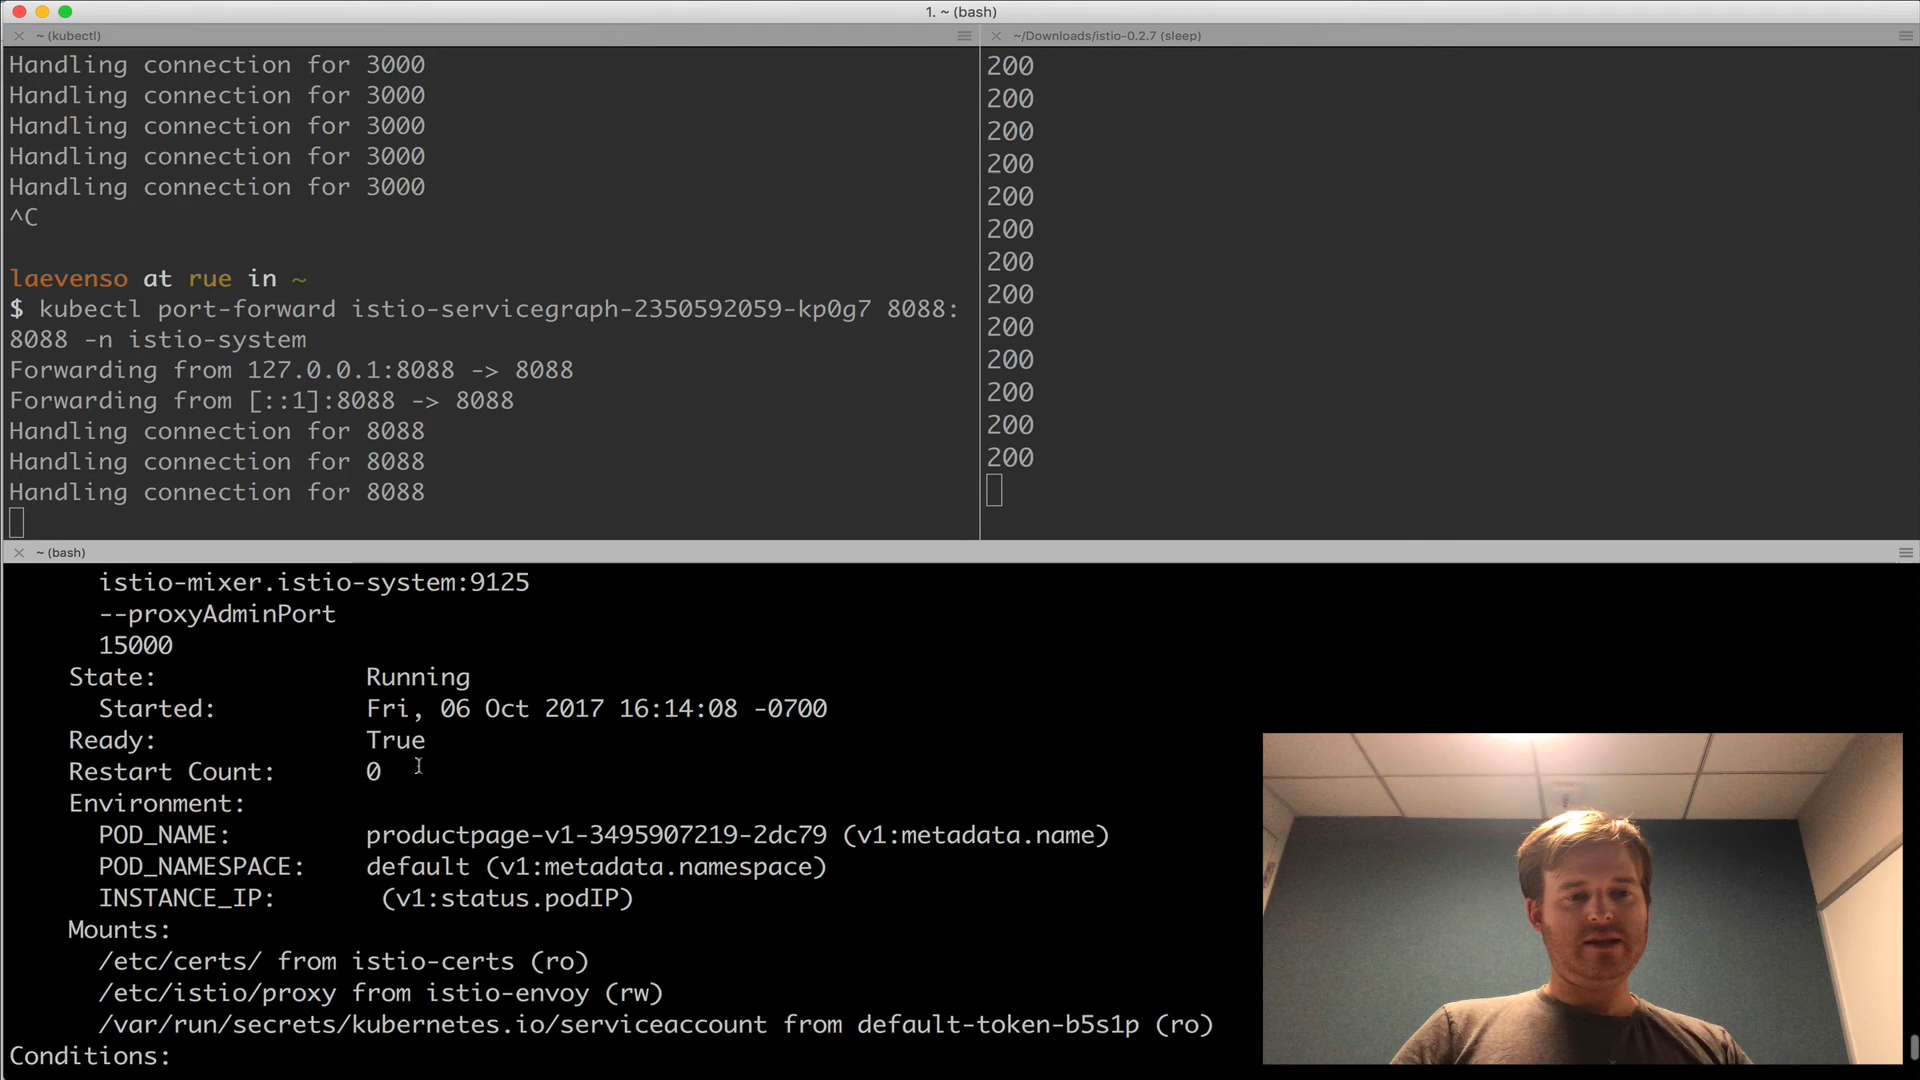 1. ~ (bash)
~ (kubectl)
Handling connection for 3000
Handling connection for 3000
Handling connection for 3000
Handling connection for 3000
Handling connection for 3000
^C
laevenso at rue in ~
$ kubectl port-forward istio-servicegraph-2350592059-kp0g7 8088:
8088 -n istio-system
Forwarding from 127.0.0.1:8088 -> 8088
Forwarding from [::1]:8088 -> 8088
Handling connection for 8088
Handling connection for 8088
Handling connection for 8088
~/Downloads/istio-0.2.7 (sleep)
200
200
200
200
200
200
200
200
200
200
200
200
200
~ (bash)
istio-mixer.istio-system:9125
--proxyAdminPort
15000
State: Running
Started: Fri, 06 Oct 2017 16:14:08 -0700
Ready: True
Restart Count: 0
Environment:
POD_NAME: productpage-v1-3495907219-2dc79 (v1:metadata.name)
POD_NAMESPACE: default (v1:metadata.namespace)
INSTANCE_IP: (v1:status.podIP)
Mounts:
/etc/certs/ from istio-certs (ro)
/etc/istio/proxy from istio-envoy (rw)
/var/run/secrets/kubernetes.io/serviceaccount from default-token-b5s1p (ro)
Conditions: